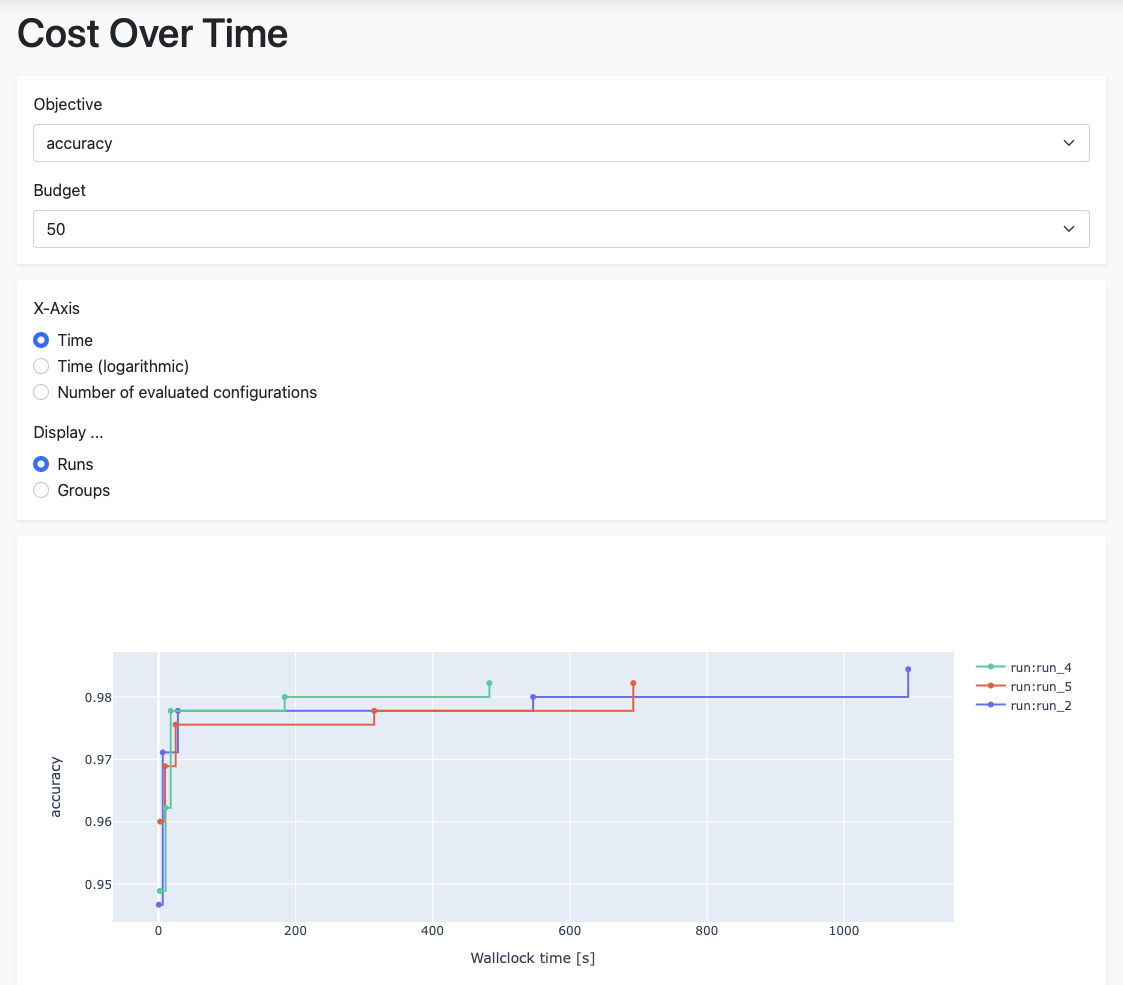 Cost Over Time
Objective
accuracy
Budget
50
X-Axis
Time
Time (logarithmic)
Number of evaluated configurations
Display ...
Runs
Groups
0.98
0.97
0.96
0.95
accuracy
0 200 400 600 800 1000
Wallclock time [s]
run:run_4
run:run_5
run:run_2